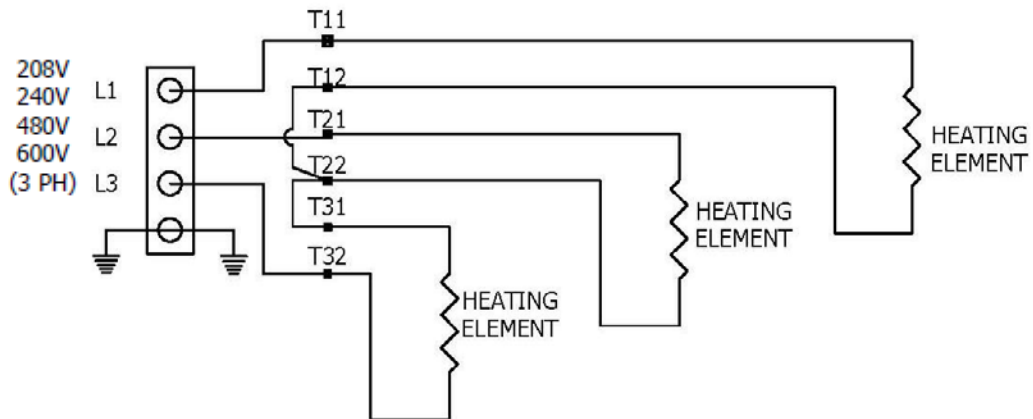 T11
208V
240V
L1
T12
480V
L2
T21
600V
T22
(3 PH)
L3
T31
T32
HEATING
ELEMENT
HEATING
ELEMENT
HEATING
ELEMENT